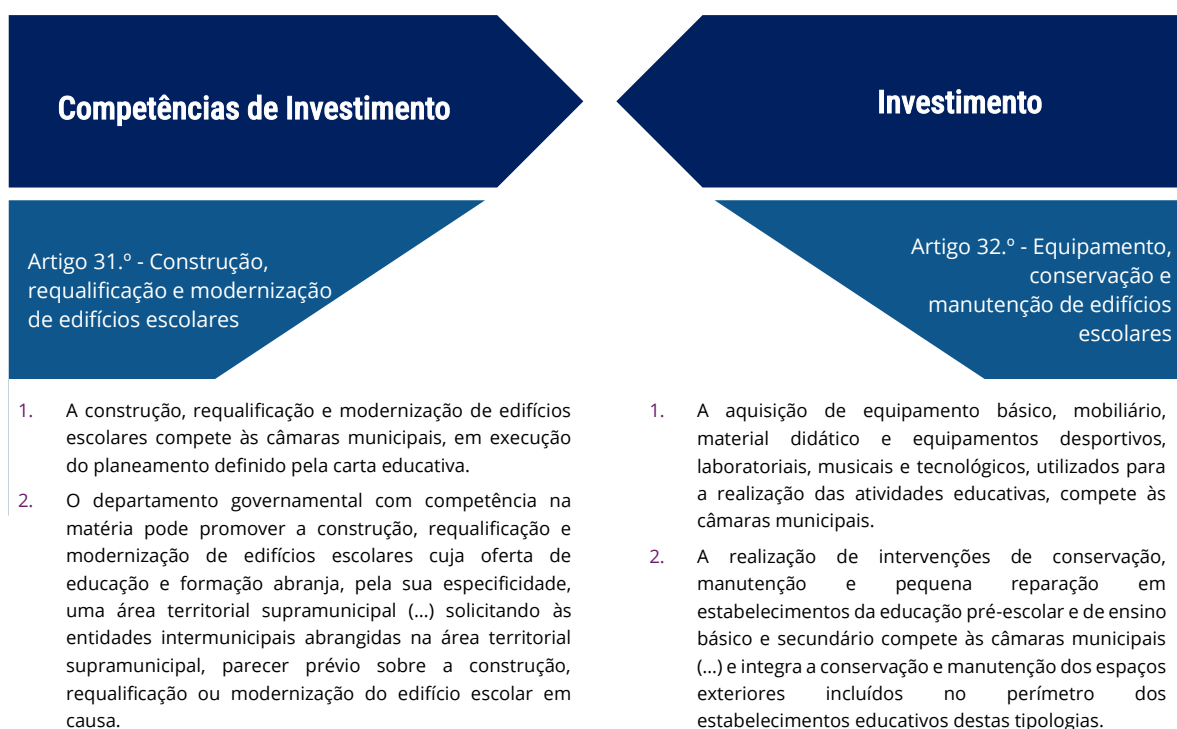 Competências de Investimento
Artigo 31.º - Construção,
requalificação e modernização
de edifícios escolares
1. A construção, requalificação e modernização de edifícios
escolares compete às câmaras municipais, em execução
do planeamento definido pela carta educativa.
2. O departamento governamental com competência na
matéria pode promover a construção, requalificação e
modernização de edifícios escolares cuja oferta de
educação e formação abranja, pela sua especificidade,
uma área territorial supramunicipal (...) solicitando às
entidades intermunicipais abrangidas na área territorial
supramunicipal, parecer prévio sobre a construção,
requalificação ou modernização do edifício escolar em
causa.
Investimento
Artigo 32.º - Equipamento,
conservação e
manutenção de edifícios
escolares
1. A aquisição de equipamento básico, mobiliário,
material didático e equipamentos desportivos,
laboratoriais, musicais e tecnológicos, utilizados para
a realização das atividades educativas, compete às
câmaras municipais.
2. A realização de intervenções de conservação,
manutenção e pequena reparação em
estabelecimentos da educação pré-escolar e de ensino
básico e secundário compete às câmaras municipais
(...) e integra a conservação e manutenção dos espaços
exteriores incluídos no perímetro dos
estabelecimentos educativos destas tipologias.